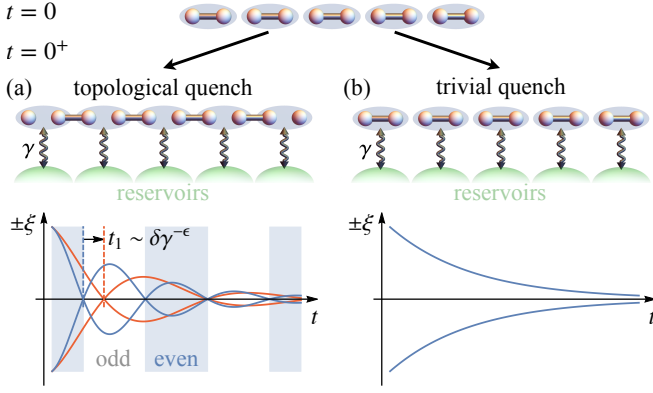 t = 0
t = 0⁺
(a) topological quench
(b) trivial quench
γ
γ
reservoirs
reservoirs
±ξ
t₁ ∼ δγ^{-ϵ}
t
odd
even
±ξ
t